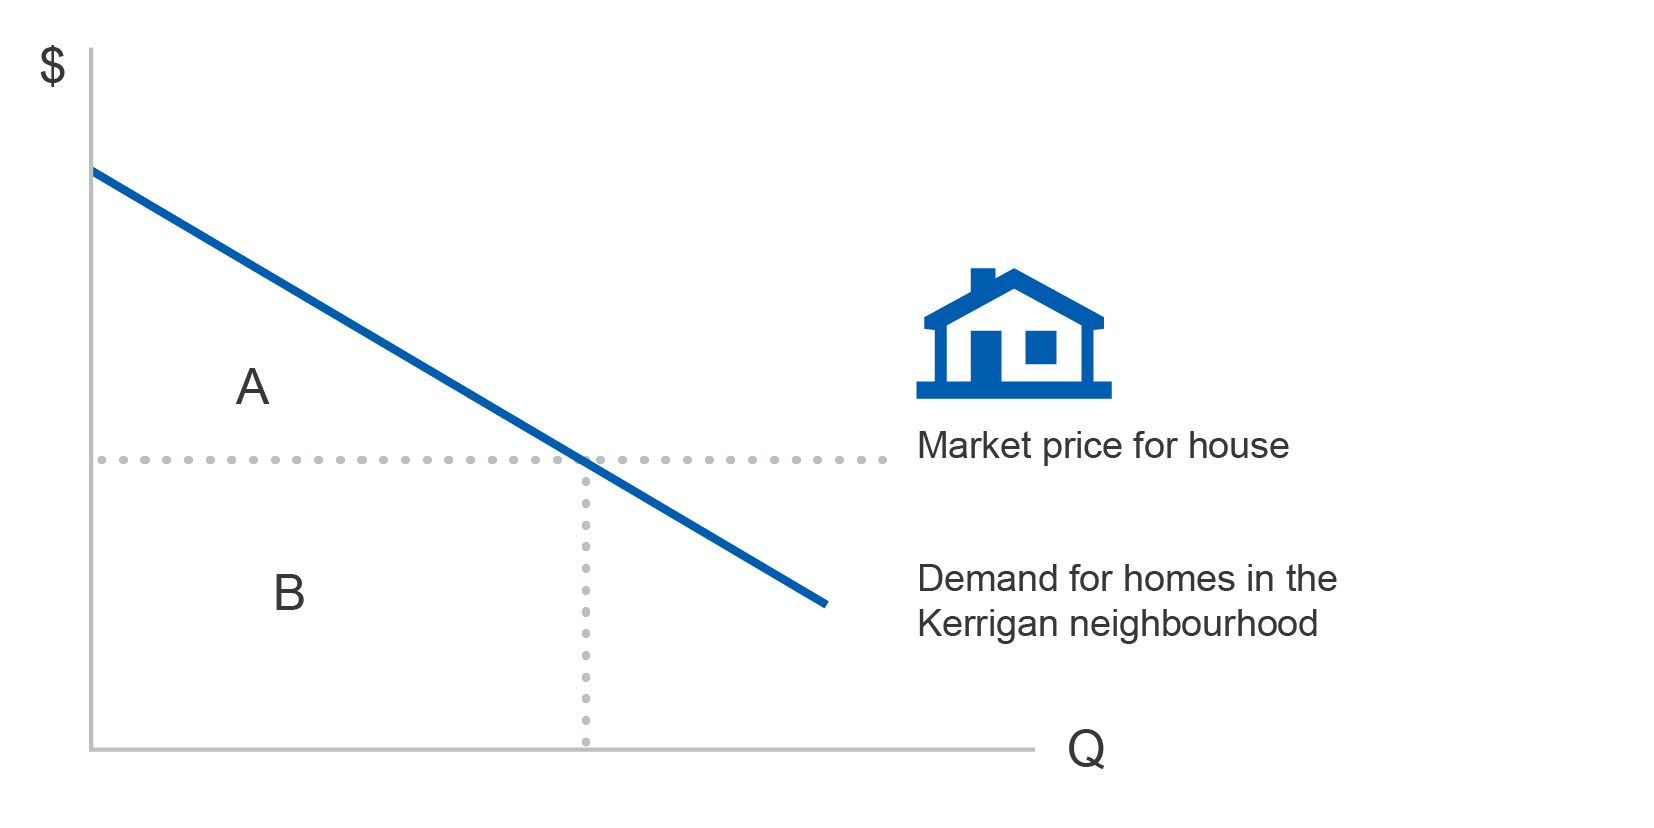 $
A
Market price for house
B
Demand for homes in the
Kerrigan neighbourhood
Q